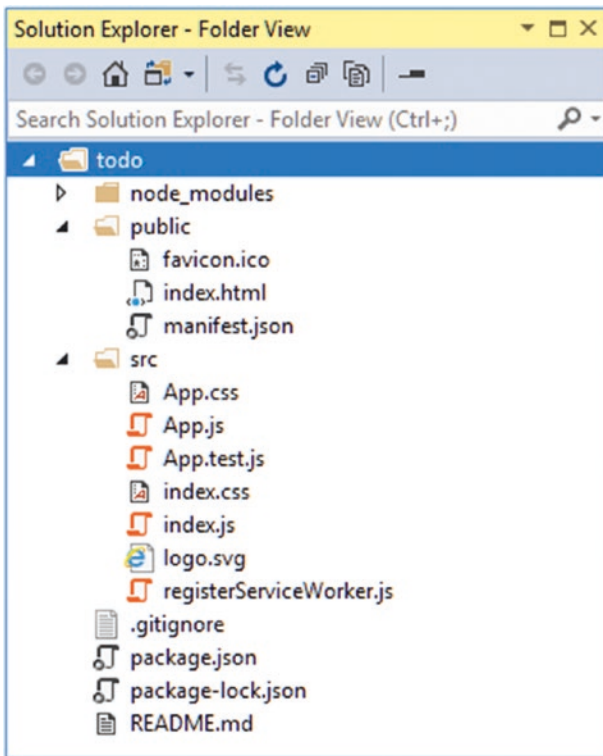 Solution Explorer - Folder View
Search Solution Explorer - Folder View (Ctrl+;)
todo
node_modules
public
favicon.ico
index.html
manifest.json
src
App.css
App.js
App.test.js
index.css
index.js
logo.svg
registerServiceWorker.js
.gitignore
package.json
package-lock.json
README.md